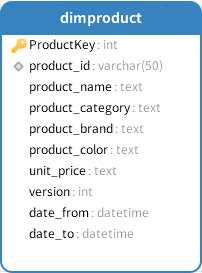 dimproduct
ProductKey : int
product_id : varchar(50)
product_name : text
product_category : text
product_brand : text
product_color : text
unit_price : text
version : int
date_from : datetime
date_to : datetime